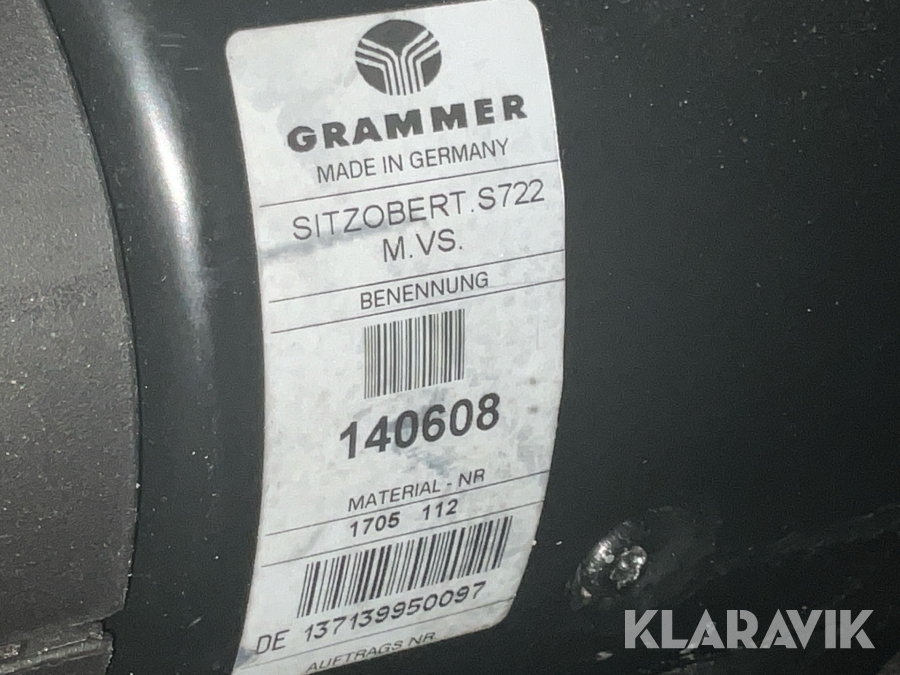 GRAMMER
MADE IN GERMANY
SITZOBERT.S722
M.VS.
BENENNUNG
140608
MATERIAL - NR
1705 112
DE 137139950097
AUFTRAGS NR.
KLARAVIK